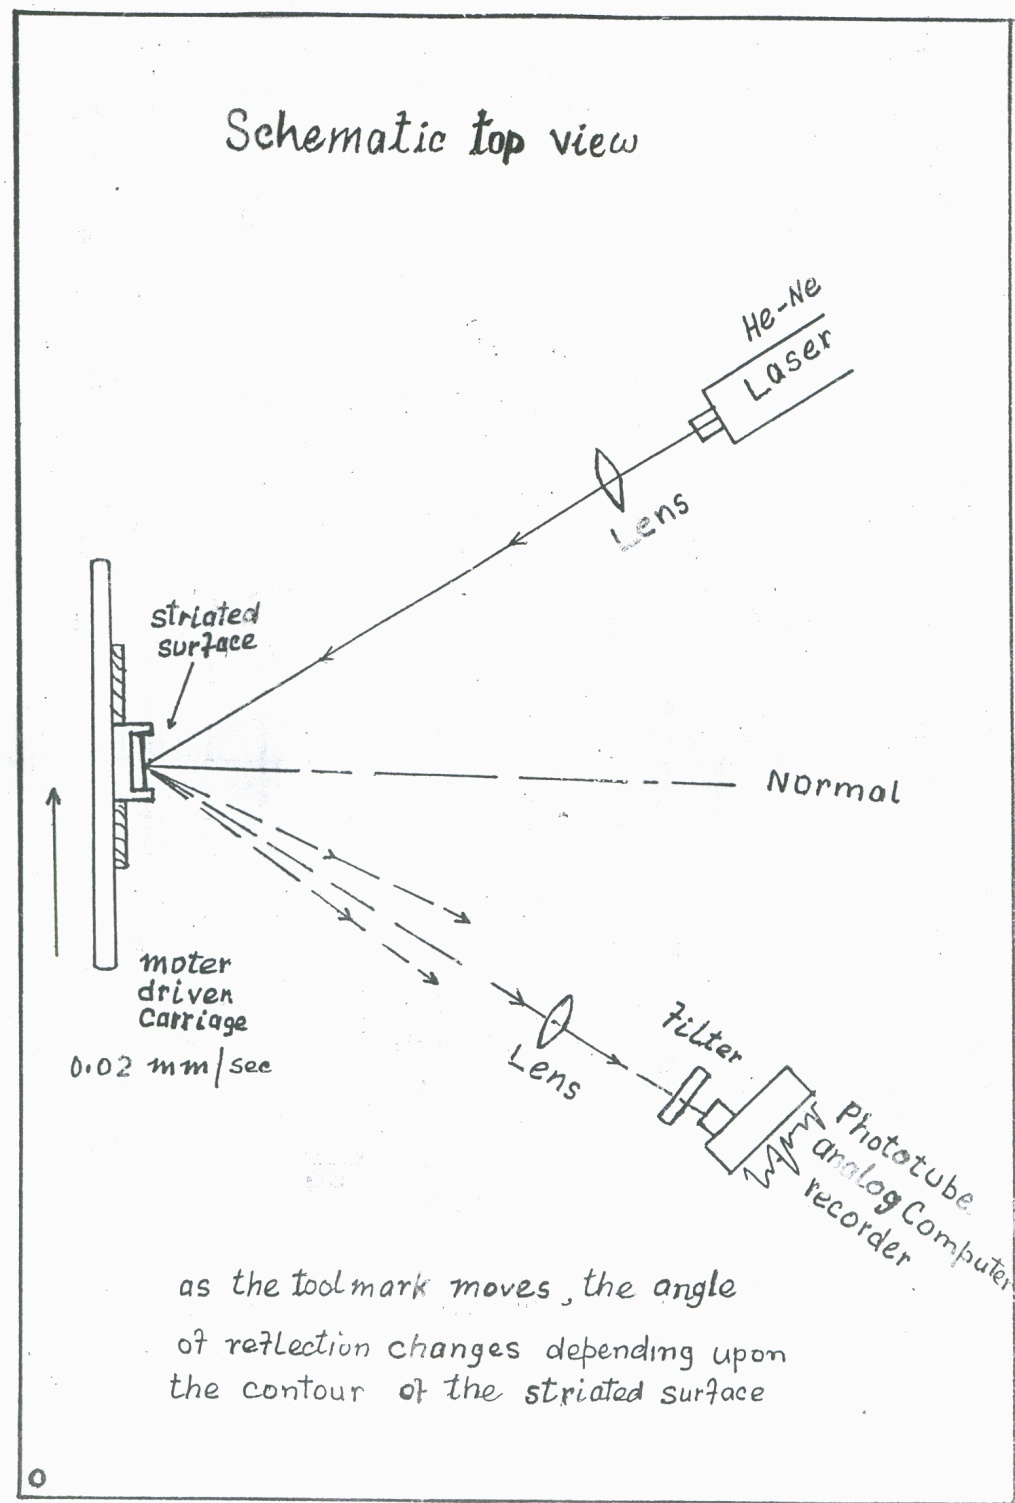 Schematic top view
He-Ne
Laser
Lens
striated
surface
Normal
moter
driven
Carriage
0.02 mm/sec
Lens
Filter
Phototube
analog Computer
recorder
as the toolmark moves, the angle
of reflection changes depending upon
the contour of the striated surface
0